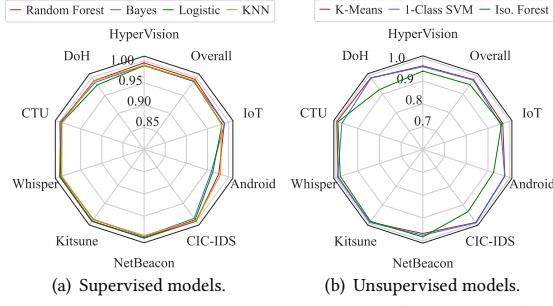 Random Forest Bayes Logistic KNN
HyperVision
DoH Overall
1.00
0.95
0.90
0.85
CTU IoT
Whisper Android
Kitsune CIC-IDS
NetBeacon
(a) Supervised models.
K-Means 1-Class SVM Iso. Forest
HyperVision
DoH Overall
1.0
0.9
0.8
0.7
CTU IoT
Whisper Android
Kitsune CIC-IDS
NetBeacon
(b) Unsupervised models.